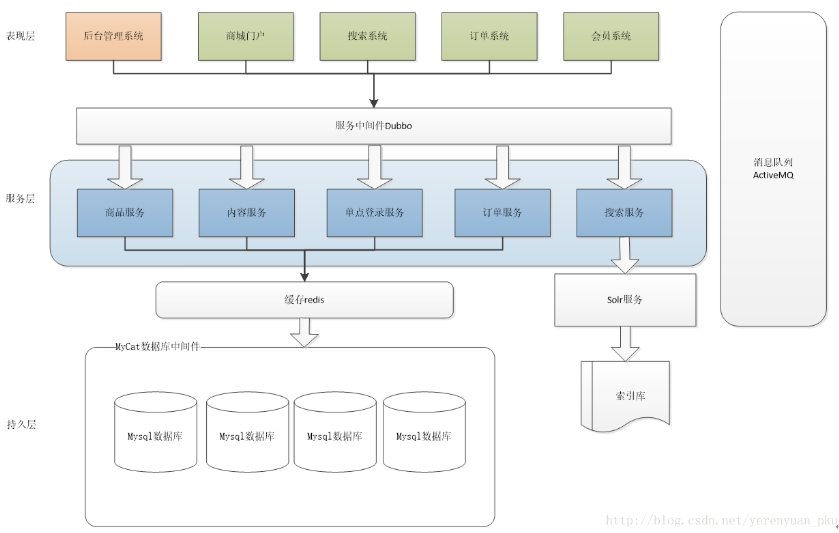 表现层
后台管理系统
商城门户
搜索系统
订单系统
会员系统
消息队列
ActiveMQ
服务中间件Dubbo
服务层
商品服务
内容服务
单点登录服务
订单服务
搜索服务
缓存redis
Solr服务
MyCat数据库中间件
索引库
持久层
Mysql数据库
Mysql数据库
Mysql数据库
Mysql数据库
http://blog.csdn.net/yerenyuan_pku